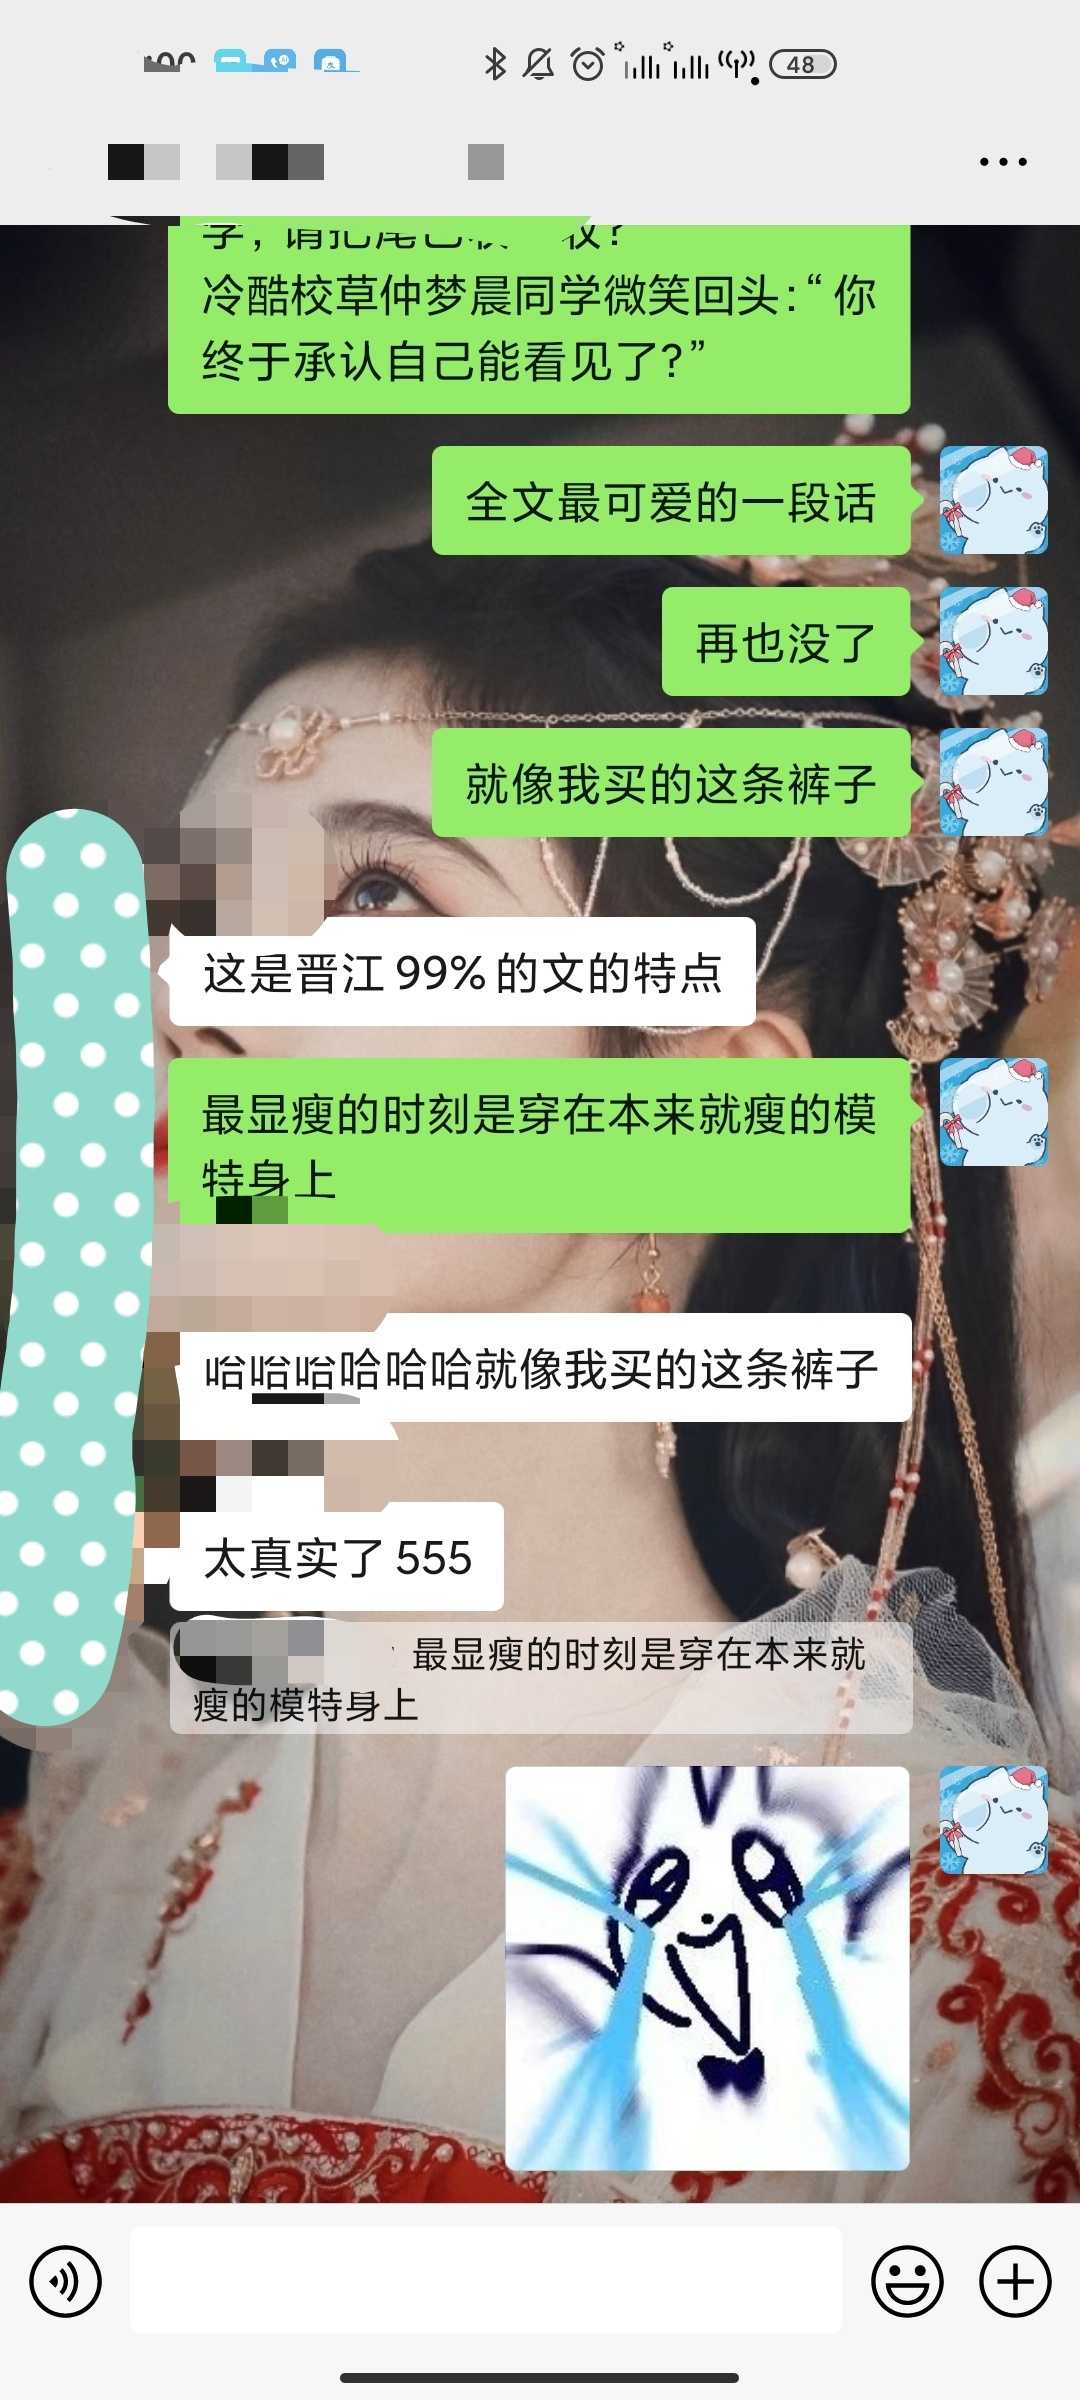 48
冷酷校草仲梦晨同学微笑回头：“你
终于承认自己能看见了？”
全文最可爱的一段话
再也没了
就像我买的这条裤子
这是晋江99%的文的特点
最显瘦的时刻是穿在本来就瘦的模
特身上
哈哈哈哈哈哈就像我买的这条裤子
太真实了555
最显瘦的时刻是穿在本来就
瘦的模特身上